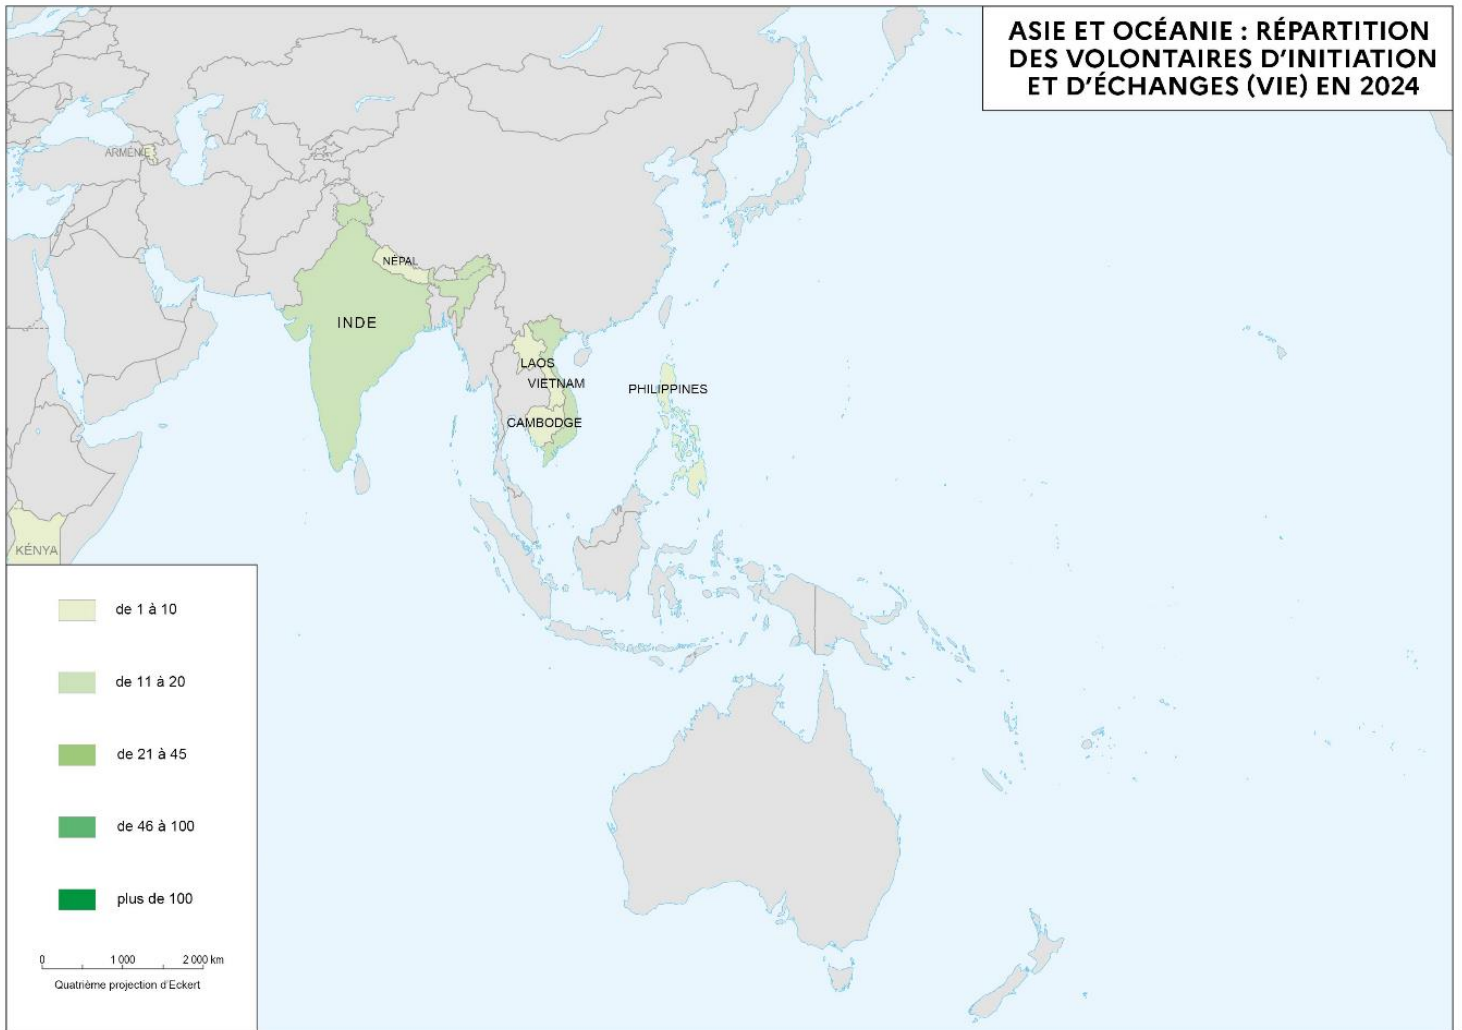 ASIE ET OCÉANIE : RÉPARTITION
DES VOLONTAIRES D'INITIATION
ET D'ÉCHANGES (VIE) EN 2024
ARMÉNIE
NÉPAL
INDE
LAOS
VIETNAM
PHILIPPINES
CAMBODGE
KÉNYA
de 1 à 10
de 11 à 20
de 21 à 45
de 46 à 100
plus de 100
0 1 000 2 000 km
Quatrième projection d'Eckert